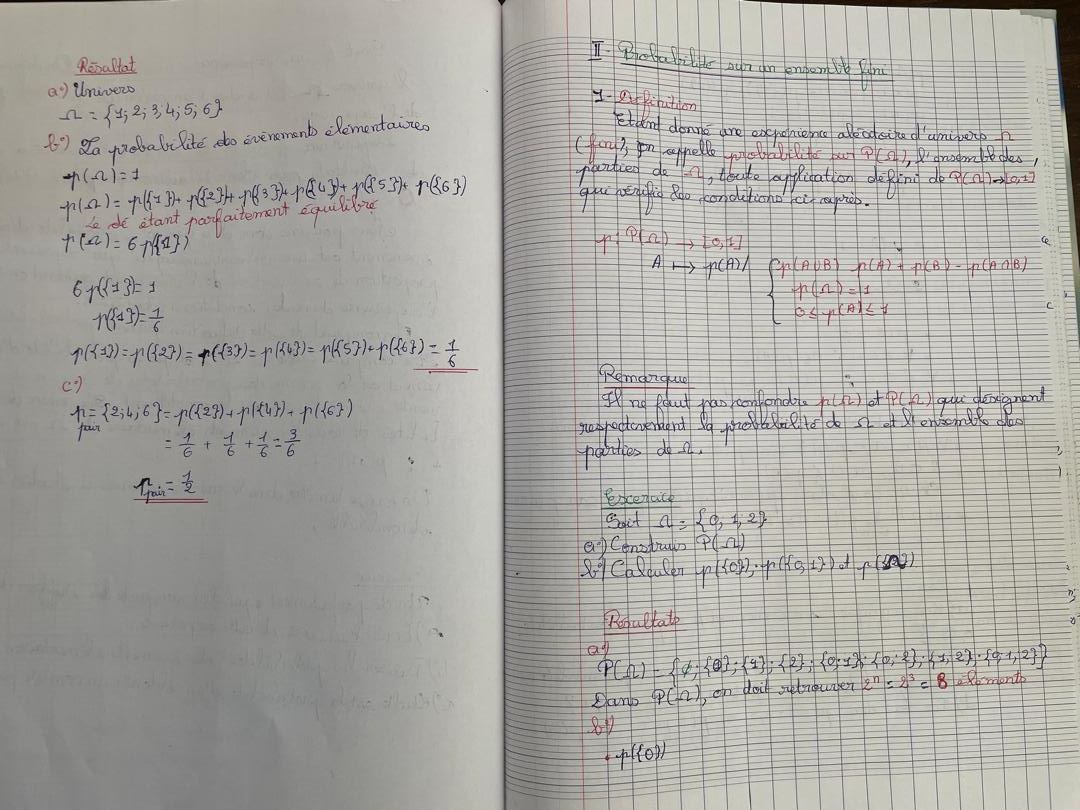 Résultat
a°) Univers
Ω = {1; 2; 3, 4; 5; 6}
b°) La probabilité des évènements élémentaires
p(Ω) = 1
p(Ω) = p({1}) + p({2}) + p({3}) + p({4}) + p({5}) + p({6})
Le dé étant parfaitement équilibré
p(Ω) = 6 p({1})
6 p({1}) = 1
p({1}) = 1/6
p({1}) = p({2}) = p({3}) = p({4}) = p({5}) + p({6}) = 1/6
c°)
p pair = {2; 4; 6} = p({2}) + p({4}) + p({6})
= 1/6 + 1/6 + 1/6 = 3/6
p pair = 1/2
II - Probabilité sur un ensemble fini
1 - Définition
Etant donné une expérience aléatoire d'univers Ω
(fini), on appelle probabilité sur P(Ω), l'ensemble des
parties de Ω, toute application défini de P(Ω) → [0,1]
qui vérifie les conditions ci-après.
p: P(Ω) → [0,1]
A ↦ p(A) / { p(A∪B) = p(A) + p(B) - p(A∩B)
p(Ω) = 1
0 ≤ p(A) ≤ 1
Remarque
Il ne faut pas confondre p(Ω) et P(Ω) qui désignent
respectivement la probabilité de Ω et l'ensemble des
parties de Ω.
Exercice
Soit Ω = {0, 1, 2}
a°) Construis P(Ω)
b°) Calculer p({0}); p({0,1}) et p({Ω})
Résultats
a°)
P(Ω) = {∅; {0}; {1}; {2}; {0;1}; {0;2}; {1,2}; {0,1,2}}
Dans P(Ω), on doit retrouver 2ⁿ = 2³ = 8 éléments
b°)
• p({0})